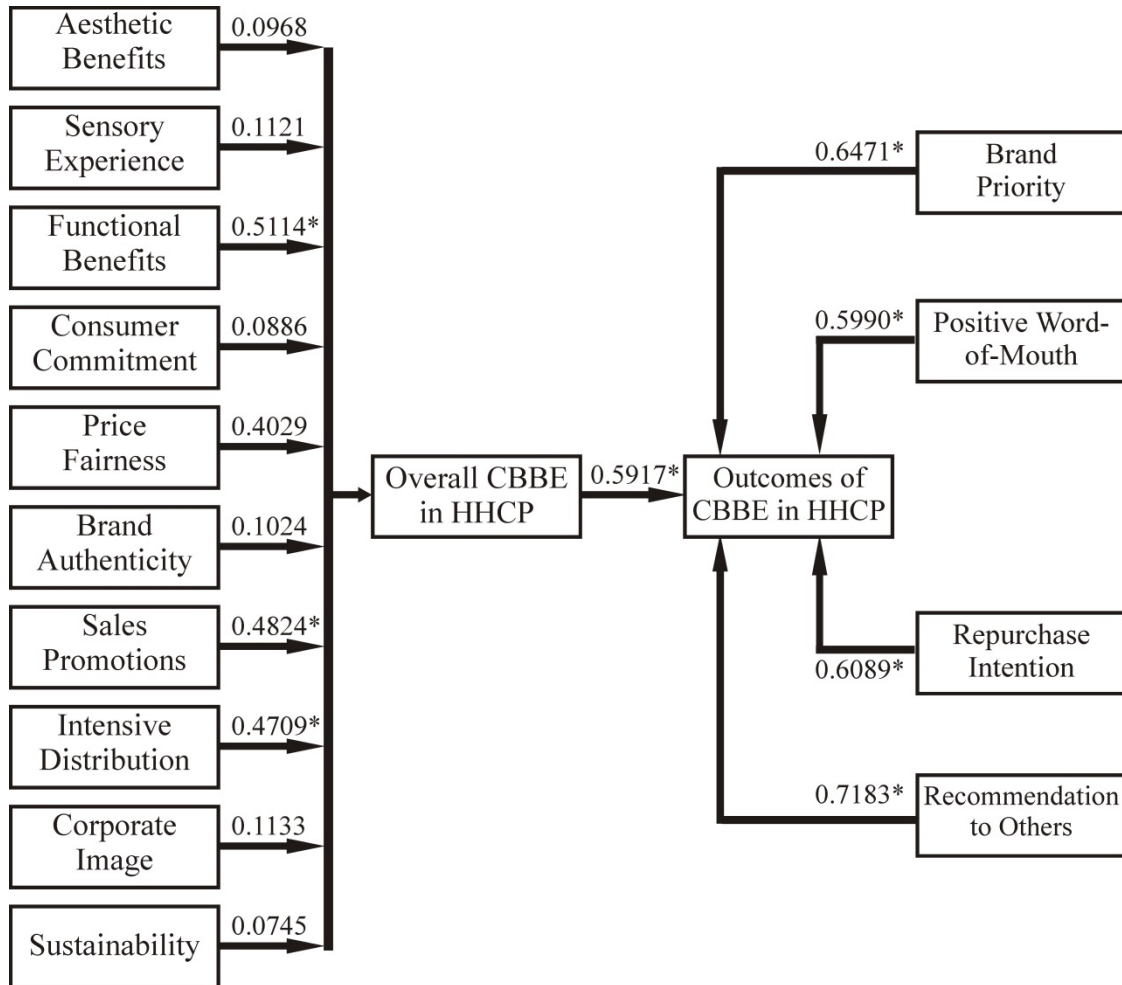 Aesthetic
Benefits
0.0968
Sensory
Experience
0.1121
Functional
Benefits
0.5114*
Consumer
Commitment
0.0886
Price
Fairness
0.4029
Brand
Authenticity
0.1024
Sales
Promotions
0.4824*
Intensive
Distribution
0.4709*
Corporate
Image
0.1133
Sustainability
0.0745
Overall CBBE
in HHCP
0.5917*
Outcomes of
CBBE in HHCP
0.6471*
Brand
Priority
0.5990*
Positive Word-
of-Mouth
0.6089*
Repurchase
Intention
0.7183*
Recommendation
to Others